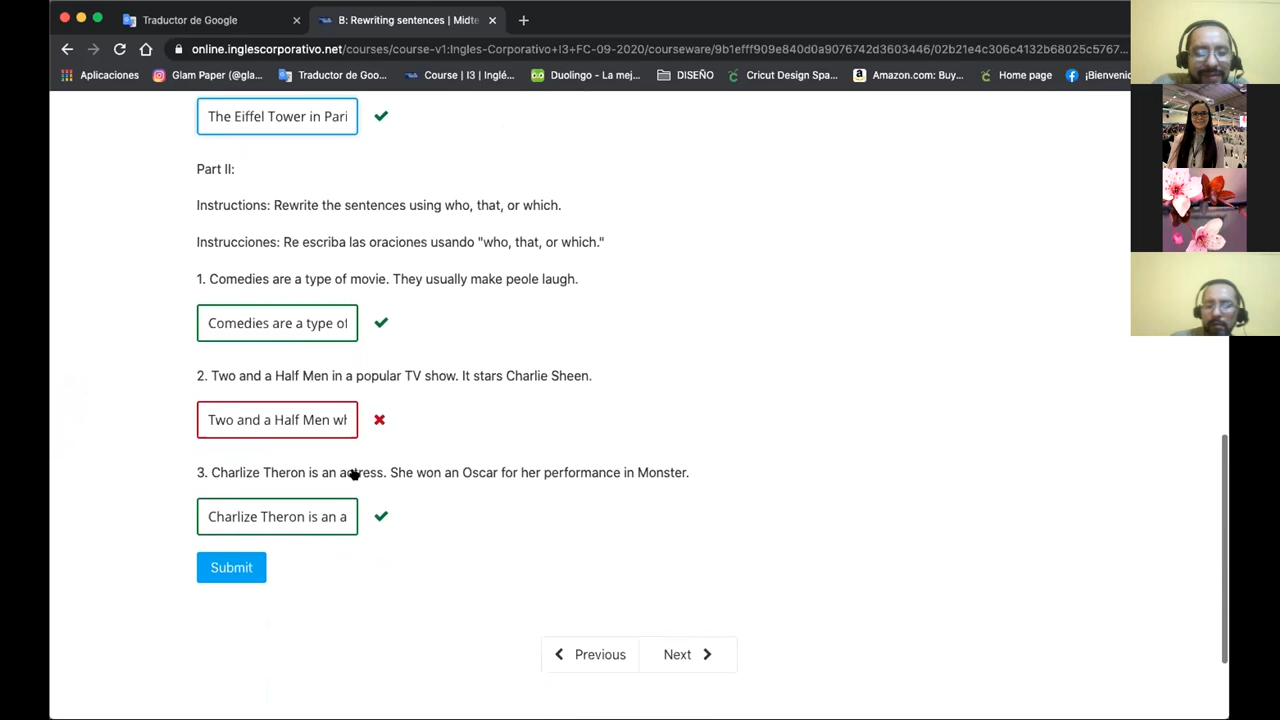 Traductor de Google
B: Rewriting sentences | Midte
online.inglescorporativo.net/courses/course-v1:Ingles-Corporativo+I3+FC-09-2020/courseware/9b1efff909e840d0a9076742d3603446/02b21e4c306c4132b68025c5767...
Aplicaciones Glam Paper (@gla... Traductor de Goo... Course | I3 | Inglé... Duolingo - La mej... DISEÑO Cricut Design Spa... Amazon.com: Buy... Home page ¡Bienvenio
The Eiffel Tower in Pari
Part II:
Instructions: Rewrite the sentences using who, that, or which.
Instrucciones: Re escriba las oraciones usando "who, that, or which."
1. Comedies are a type of movie. They usually make peole laugh.
Comedies are a type of
2. Two and a Half Men in a popular TV show. It stars Charlie Sheen.
Two and a Half Men wh
3. Charlize Theron is an actress. She won an Oscar for her performance in Monster.
Charlize Theron is an a
Submit
Previous Next